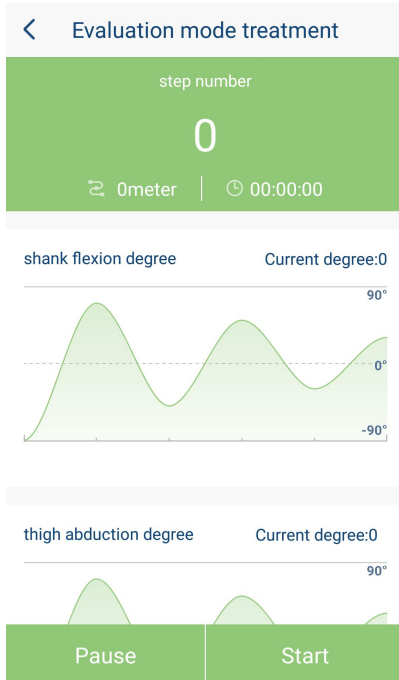 Evaluation mode treatment
step number
0
0meter 00:00:00
shank flexion degree Current degree:0
90°
0°
-90°
thigh abduction degree Current degree:0
90°
Pause Start